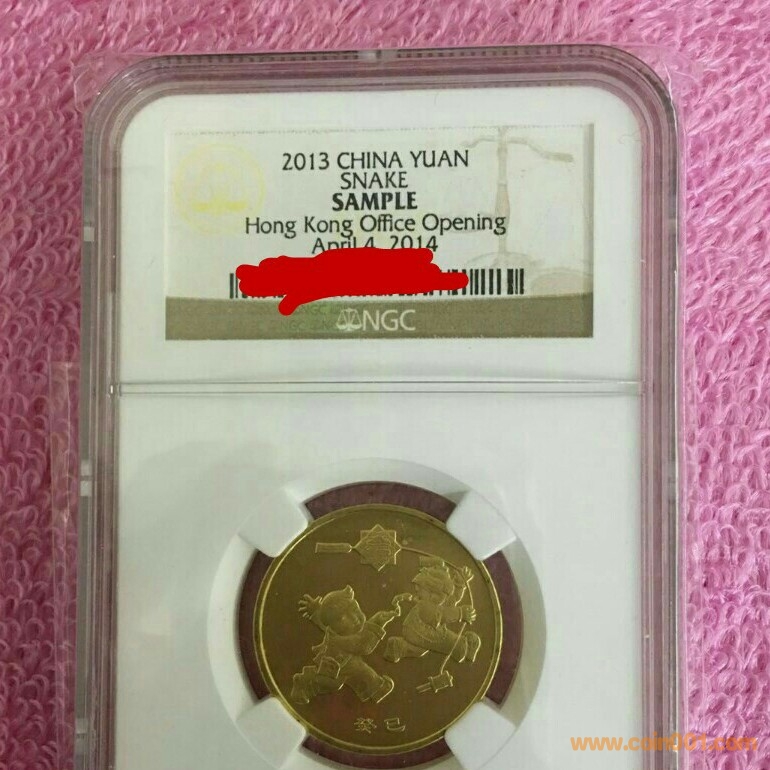 2013 CHINA YUAN
SNAKE
SAMPLE
Hong Kong Office Opening
April 4, 2014
NGC
癸巳
www.coin001.com